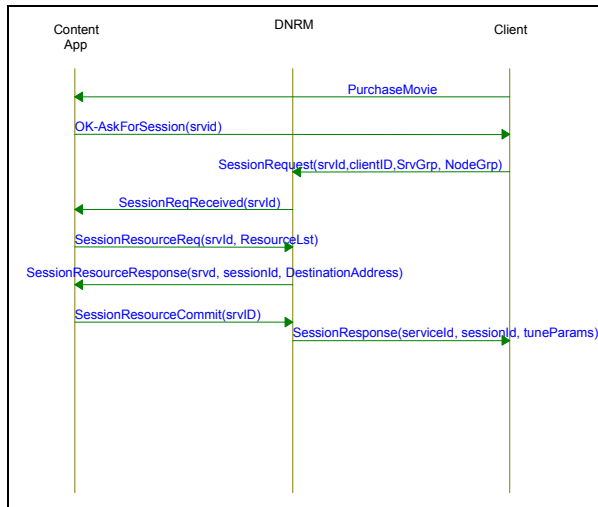 Content
App
DNRM
Client
PurchaseMovie
OK-AskForSession(srvid)
SessionRequest(srvId,clientID,SrvGrp, NodeGrp)
SessionReqReceived(srvId)
SessionResourceReq(srvId, ResourceLst)
SessionResourceResponse(srvd, sessionId, DestinationAddress)
SessionResourceCommit(srvID)
SessionResponse(serviceId, sessionId, tuneParams)